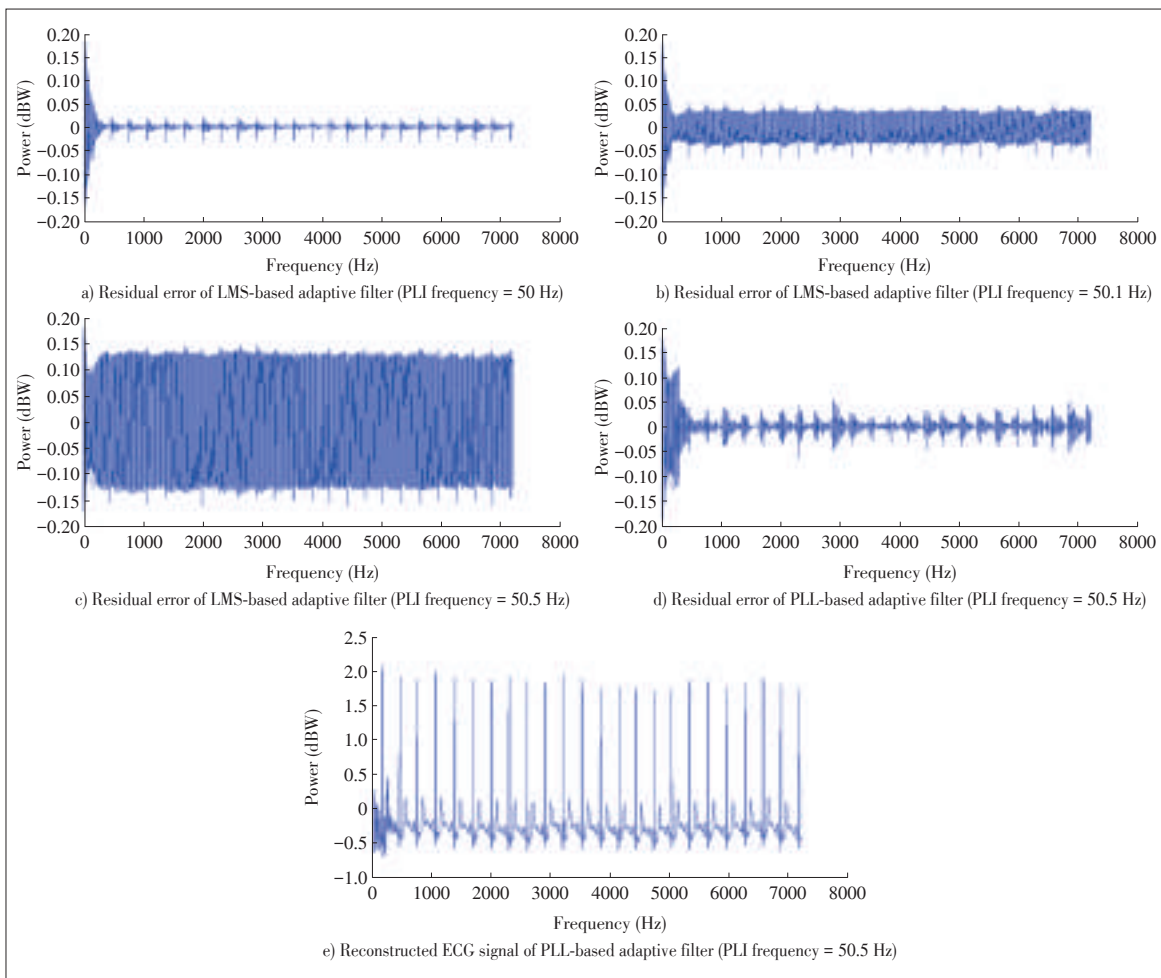 0.20
0.15
0.10
0.05
0
−0.05
−0.10
−0.15
−0.20
Power (dBW)
0 1000 2000 3000 4000 5000 6000 7000 8000
Frequency (Hz)
a) Residual error of LMS-based adaptive filter (PLI frequency = 50 Hz)
0.20
0.15
0.10
0.05
0
−0.05
−0.10
−0.15
−0.20
Power (dBW)
0 1000 2000 3000 4000 5000 6000 7000 8000
Frequency (Hz)
b) Residual error of LMS-based adaptive filter (PLI frequency = 50.1 Hz)
0.20
0.15
0.10
0.05
0
−0.05
−0.10
−0.15
−0.20
Power (dBW)
0 1000 2000 3000 4000 5000 6000 7000 8000
Frequency (Hz)
c) Residual error of LMS-based adaptive filter (PLI frequency = 50.5 Hz)
0.20
0.15
0.10
0.05
0
−0.05
−0.10
−0.15
−0.20
Power (dBW)
0 1000 2000 3000 4000 5000 6000 7000 8000
Frequency (Hz)
d) Residual error of PLL-based adaptive filter (PLI frequency = 50.5 Hz)
2.5
2.0
1.5
1.0
0.5
0
−0.5
−1.0
Power (dBW)
0 1000 2000 3000 4000 5000 6000 7000 8000
Frequency (Hz)
e) Reconstructed ECG signal of PLL-based adaptive filter (PLI frequency = 50.5 Hz)